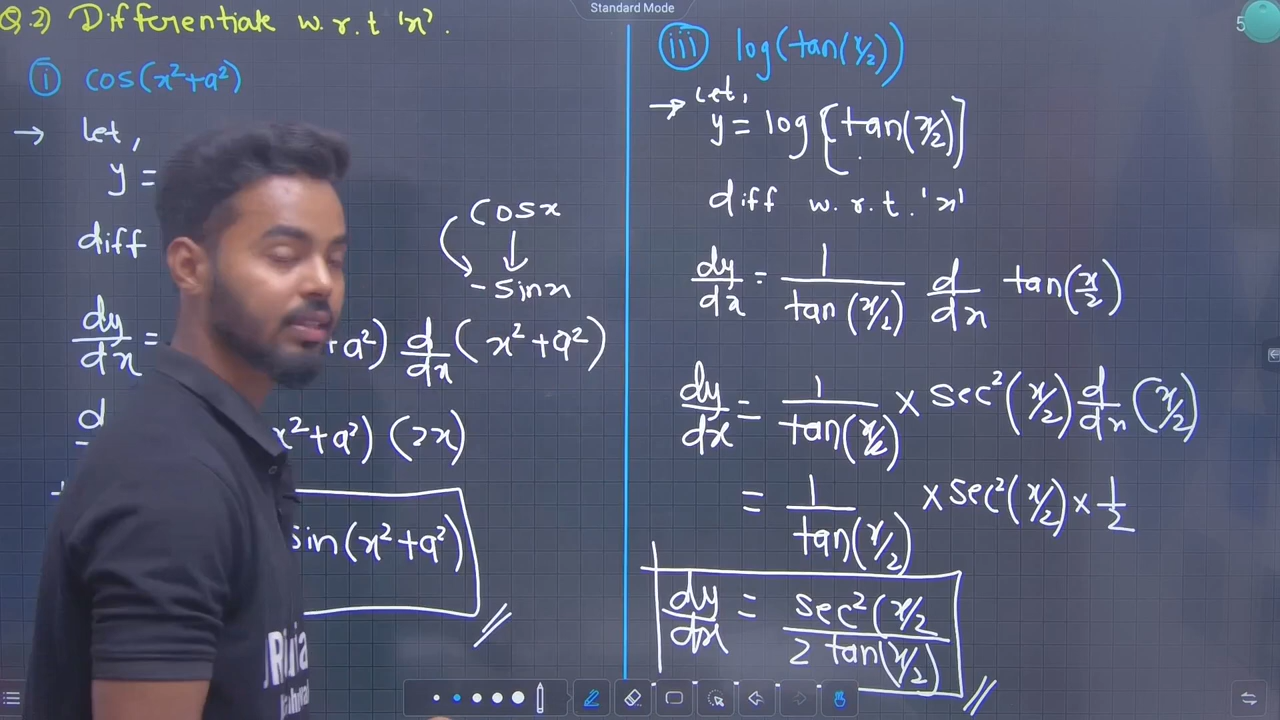 Standard Mode
5
Q.2) Differentiate w.r.t 'x'.
(i) cos(x²+a²)
→ Let,
y =
diff
cosx
↓
-sinx
dy/dx = +a²) d/dx (x²+a²)
d x²+a²) (2x)
sin(x²+a²)
(iii) log(tan(x/2))
→ Let,
y = log[tan(x/2)]
diff w.r.t. 'x'
dy/dx = 1/tan(x/2) d/dx tan(x/2)
dy/dx = 1/tan(x/2) × sec²(x/2) d/dx (x/2)
= 1/tan(x/2) × sec²(x/2) × 1/2
dy/dx = sec²(x/2 / 2 tan(x/2)